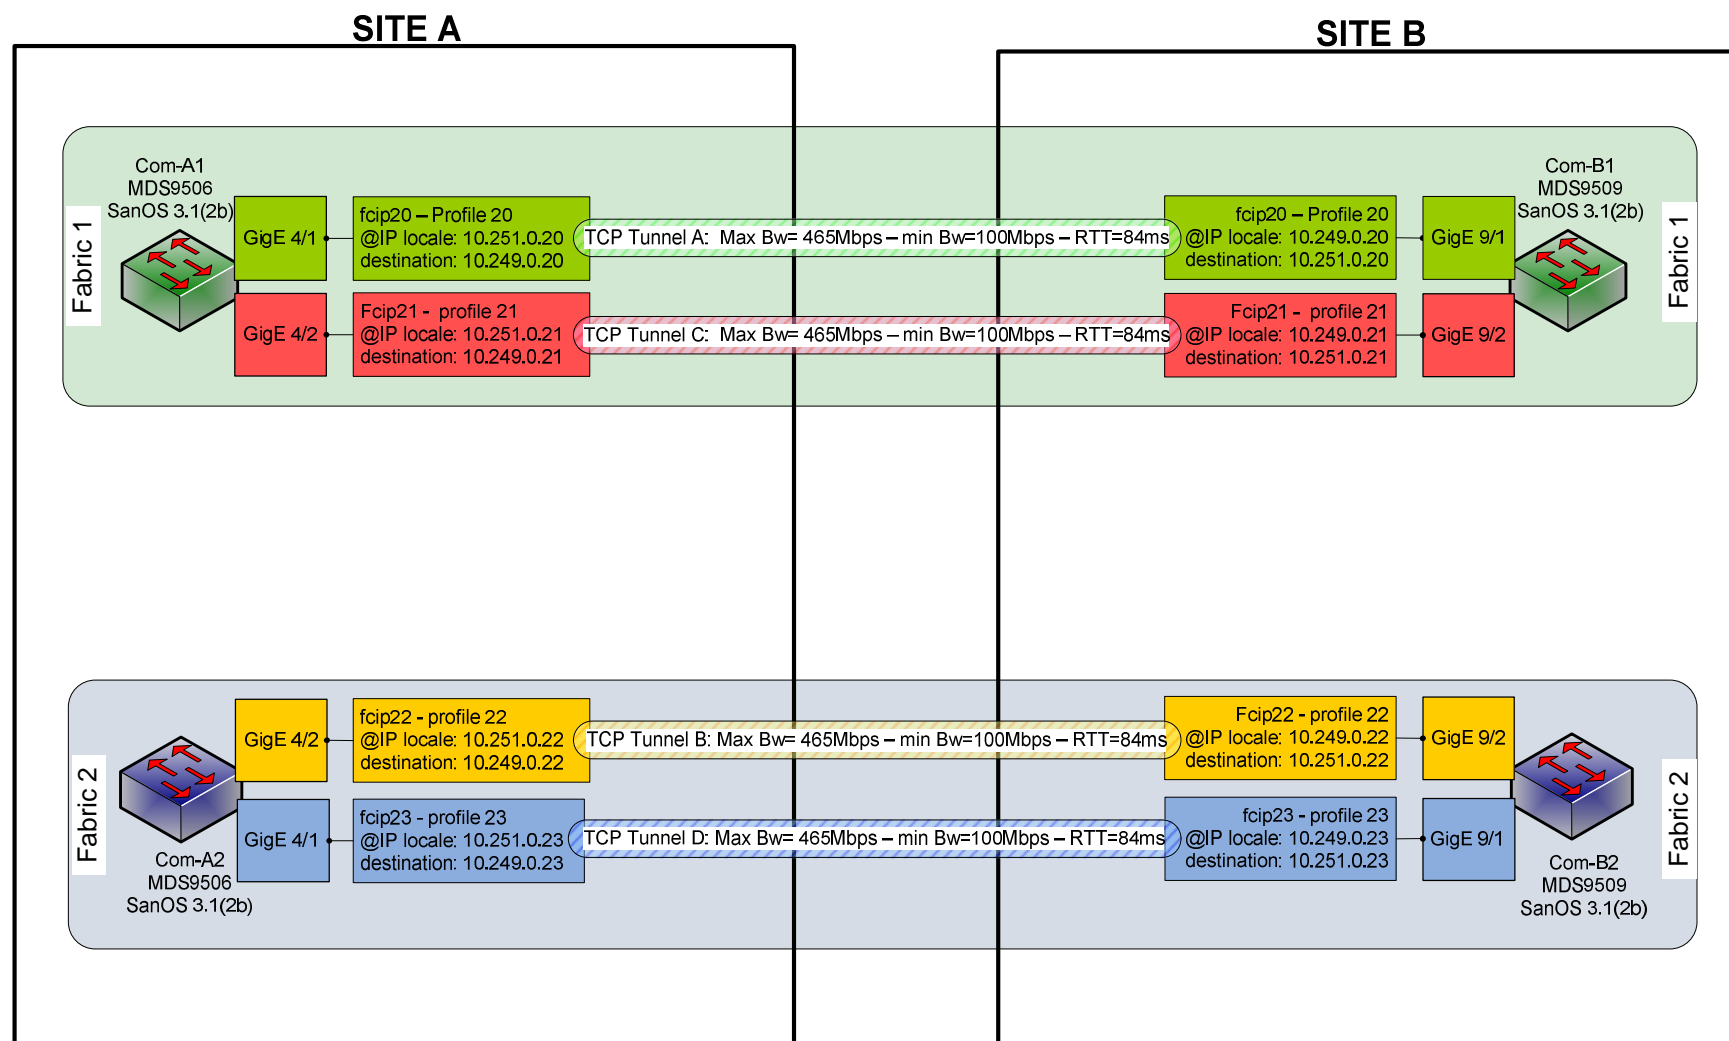 SITE A
SITE B
Com-A1
MDS9506
SanOS 3.1(2b)
Fabric 1
GigE 4/1
fcip20 – Profile 20
@IP locale: 10.251.0.20
destination: 10.249.0.20
TCP Tunnel A:  Max Bw= 465Mbps – min Bw=100Mbps – RTT=84ms
fcip20 – Profile 20
@IP locale: 10.249.0.20
destination: 10.251.0.20
GigE 9/1
Com-B1
MDS9509
SanOS 3.1(2b)
Fabric 1
GigE 4/2
Fcip21 -  profile 21
@IP locale: 10.251.0.21
destination: 10.249.0.21
TCP Tunnel C:  Max Bw= 465Mbps – min Bw=100Mbps – RTT=84ms
Fcip21 -  profile 21
@IP locale: 10.249.0.21
destination: 10.251.0.21
GigE 9/2
Fabric 2
GigE 4/2
fcip22 - profile 22
@IP locale: 10.251.0.22
destination: 10.249.0.22
TCP Tunnel B: Max Bw= 465Mbps – min Bw=100Mbps – RTT=84ms
Fcip22 - profile 22
@IP locale: 10.249.0.22
destination: 10.251.0.22
GigE 9/2
Fabric 2
GigE 4/1
fcip23 - profile 23
@IP locale: 10.251.0.23
destination: 10.249.0.23
TCP Tunnel D: Max Bw= 465Mbps – min Bw=100Mbps – RTT=84ms
fcip23 - profile 23
@IP locale: 10.249.0.23
destination: 10.251.0.23
GigE 9/1
Com-A2
MDS9506
SanOS 3.1(2b)
Com-B2
MDS9509
SanOS 3.1(2b)